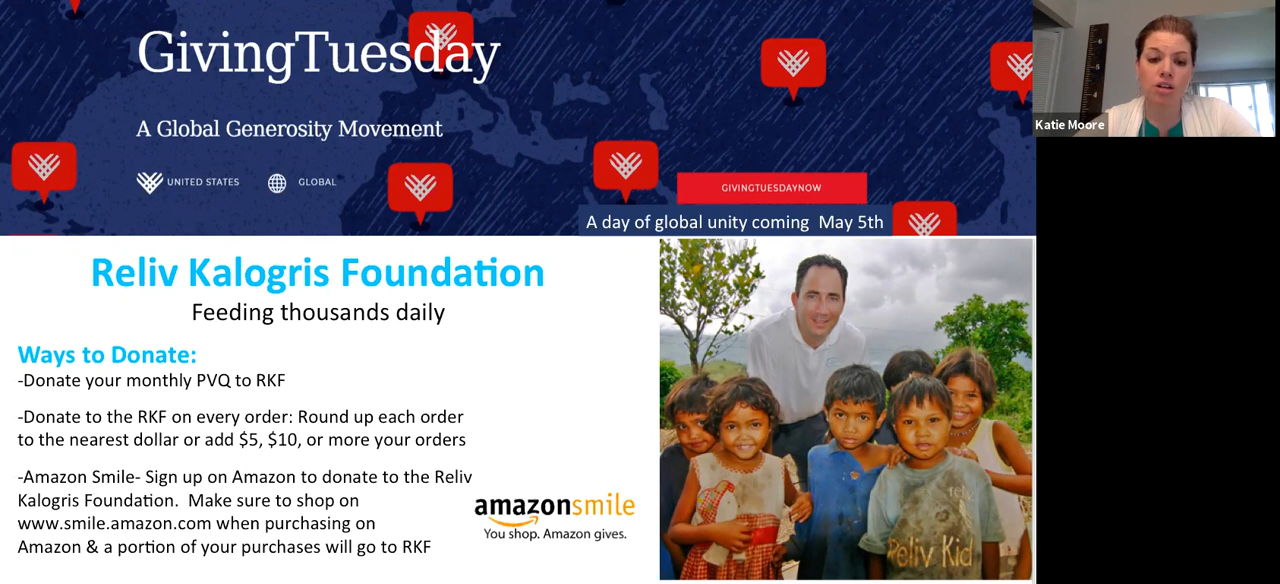 GivingTuesday
A Global Generosity Movement
UNITED STATES
GLOBAL
GIVINGTUESDAYNOW
A day of global unity coming May 5th
6
5
4
Katie Moore
Reliv Kalogris Foundation
Feeding thousands daily
Ways to Donate:
-Donate your monthly PVQ to RKF
-Donate to the RKF on every order: Round up each order
to the nearest dollar or add $5, $10, or more your orders
-Amazon Smile- Sign up on Amazon to donate to the Reliv
Kalogris Foundation. Make sure to shop on
www.smile.amazon.com when purchasing on
Amazon & a portion of your purchases will go to RKF
amazonsmile
You shop. Amazon gives.
Reliv Kid